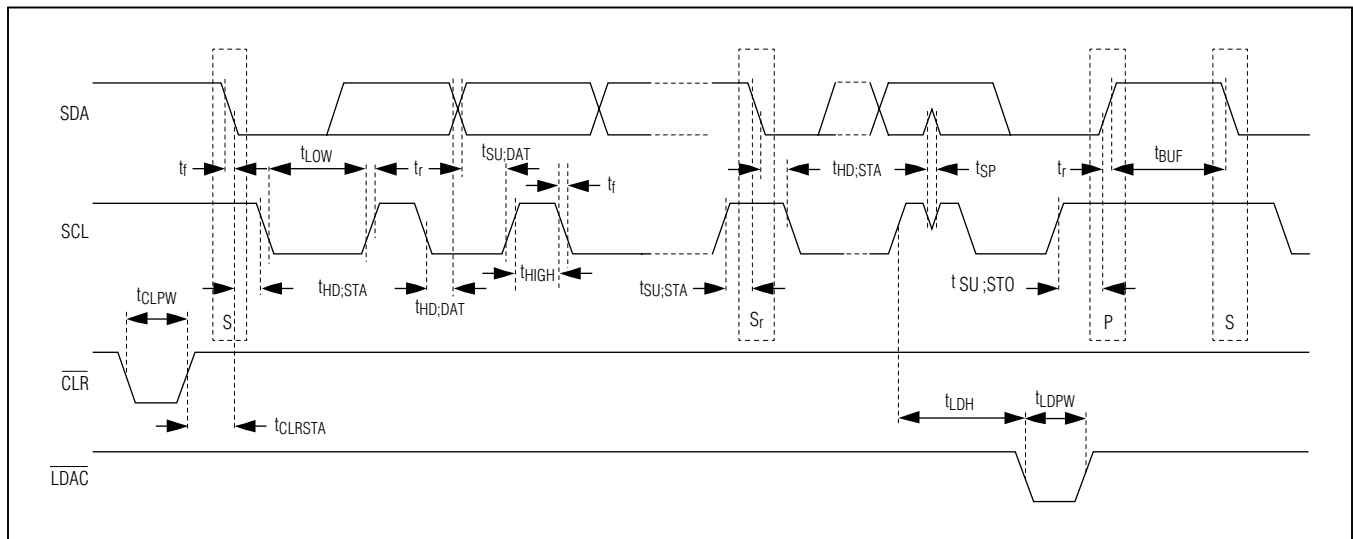 SDA
tf
tLOW
tr
tSU;DAT
tf
tHD;STA
tSP
tr
tBUF
SCL
tHD;STA
tHD;DAT
tHIGH
tSU;STA
t SU ;STO
tCLPW
S
Sr
P
S
CLR
tCLRSTA
tLDH
tLDPW
LDAC